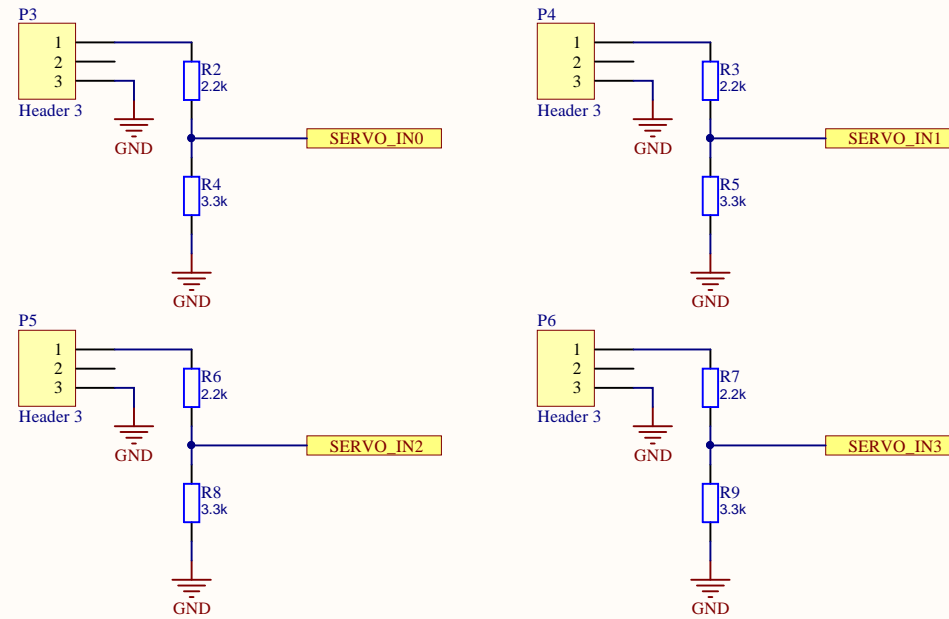 P3
1
2
3
Header 3
GND
R2
2.2k
SERVO_IN0
R4
3.3k
GND
P4
1
2
3
Header 3
GND
R3
2.2k
SERVO_IN1
R5
3.3k
GND
P5
1
2
3
Header 3
GND
R6
2.2k
SERVO_IN2
R8
3.3k
GND
P6
1
2
3
Header 3
GND
R7
2.2k
SERVO_IN3
R9
3.3k
GND